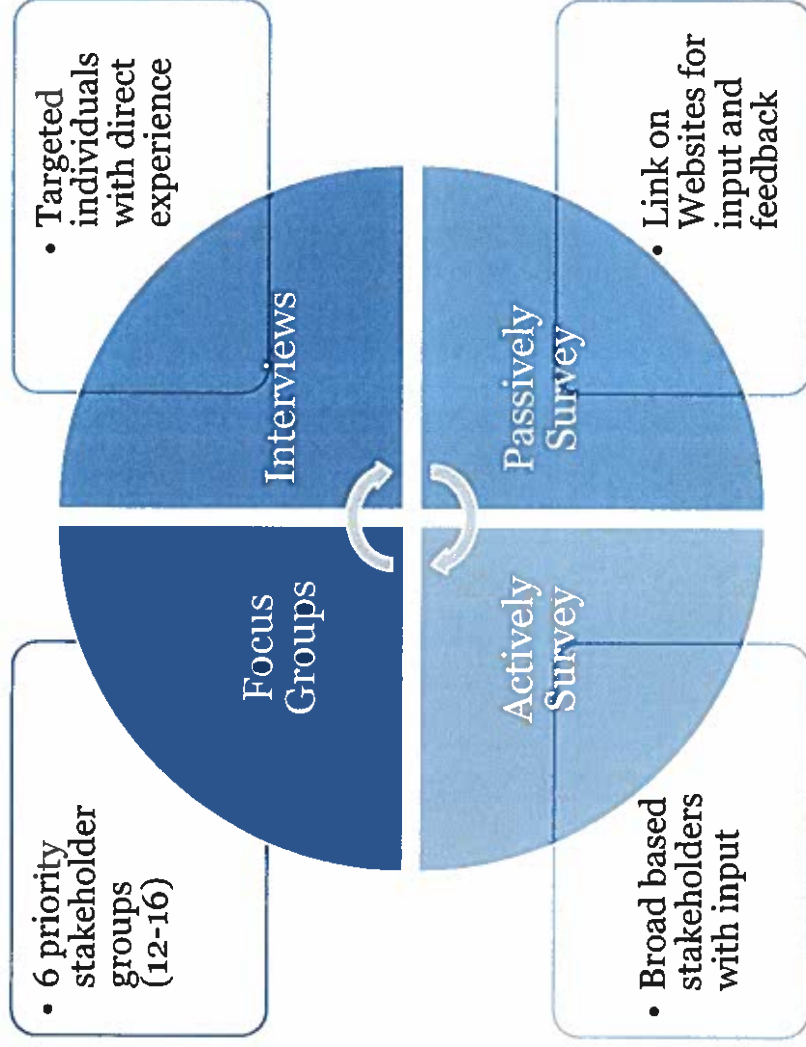 • 6 priority
stakeholder
groups
(12-16)
Focus
Groups
• Targeted
individuals
with direct
experience
Interviews
• Broad based
stakeholders
with input
Actively
Survey
• Link on
Websites for
input and
feedback
Passively
Survey